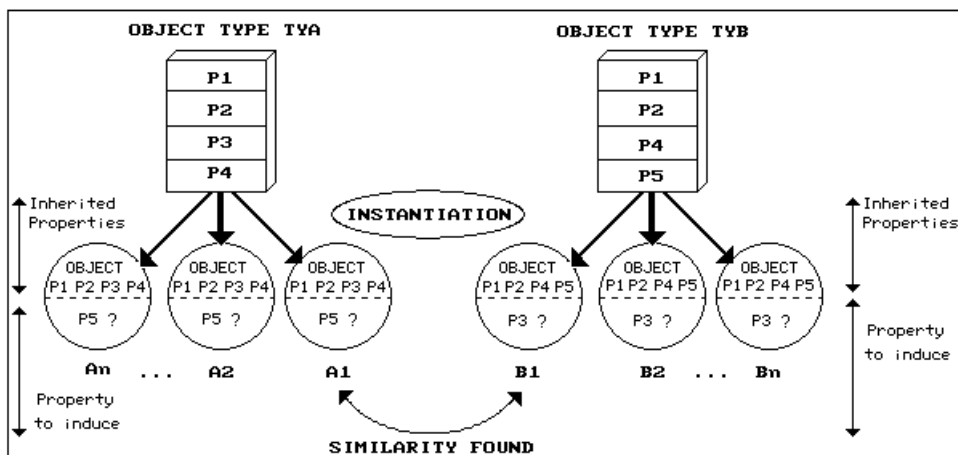 OBJECT TYPE TYA
OBJECT TYPE TYB
P1
P2
P3
P4
P1
P2
P4
P5
Inherited
Properties
INSTANTIATION
Inherited
Properties
OBJECT
P1 P2 P3 P4
P5 ?
OBJECT
P1 P2 P3 P4
P5 ?
OBJECT
P1 P2 P3 P4
P5 ?
OBJECT
P1 P2 P4 P5
P3 ?
OBJECT
P1 P2 P4 P5
P3 ?
OBJECT
P1 P2 P4 P5
P3 ?
An ... A2 A1 B1 B2 ... Bn
Property
to induce
Property
to induce
SIMILARITY FOUND